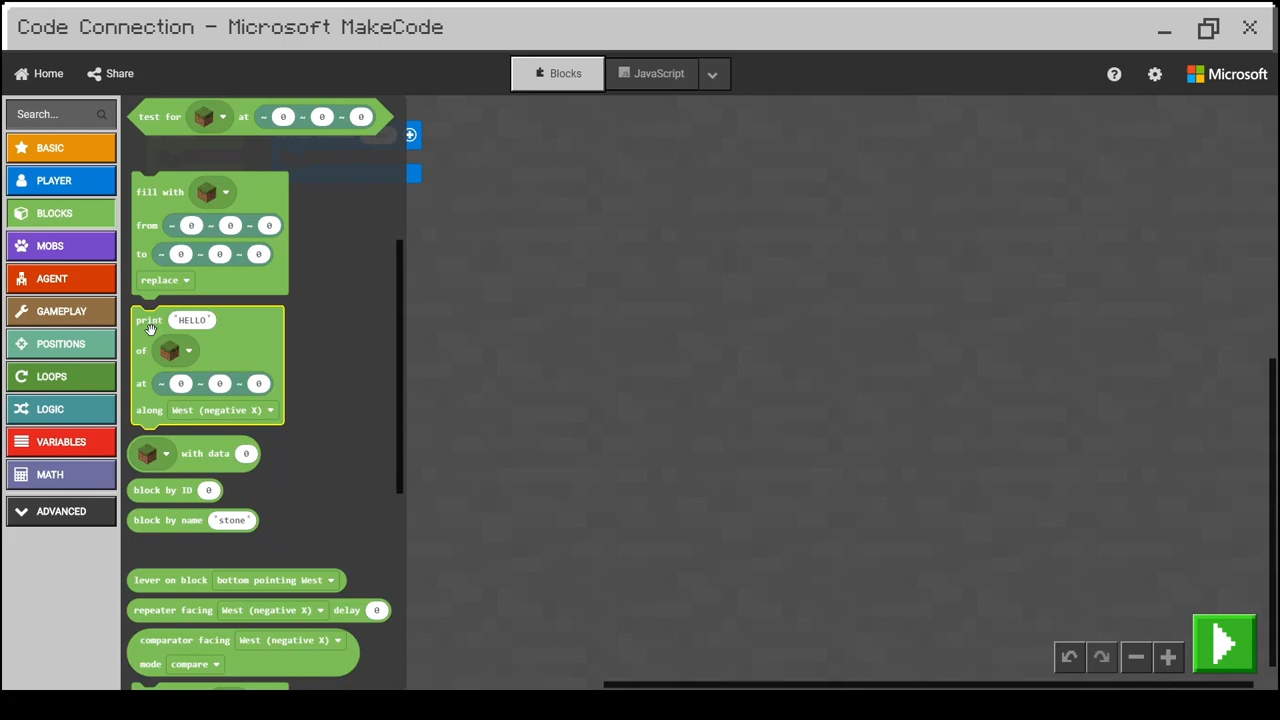 Code Connection - Microsoft MakeCode
Home Share Blocks JavaScript Microsoft
Search...
BASIC
PLAYER
BLOCKS
MOBS
AGENT
GAMEPLAY
POSITIONS
LOOPS
LOGIC
VARIABLES
MATH
ADVANCED
test for at ~ 0 ~ 0 ~ 0
fill with
from ~ 0 ~ 0 ~ 0
to ~ 0 ~ 0 ~ 0
replace
print "HELLO"
of
at ~ 0 ~ 0 ~ 0
along West (negative X)
with data 0
block by ID 0
block by name "stone"
lever on block bottom pointing West
repeater facing West (negative X) delay 0
comparator facing West (negative X)
mode compare